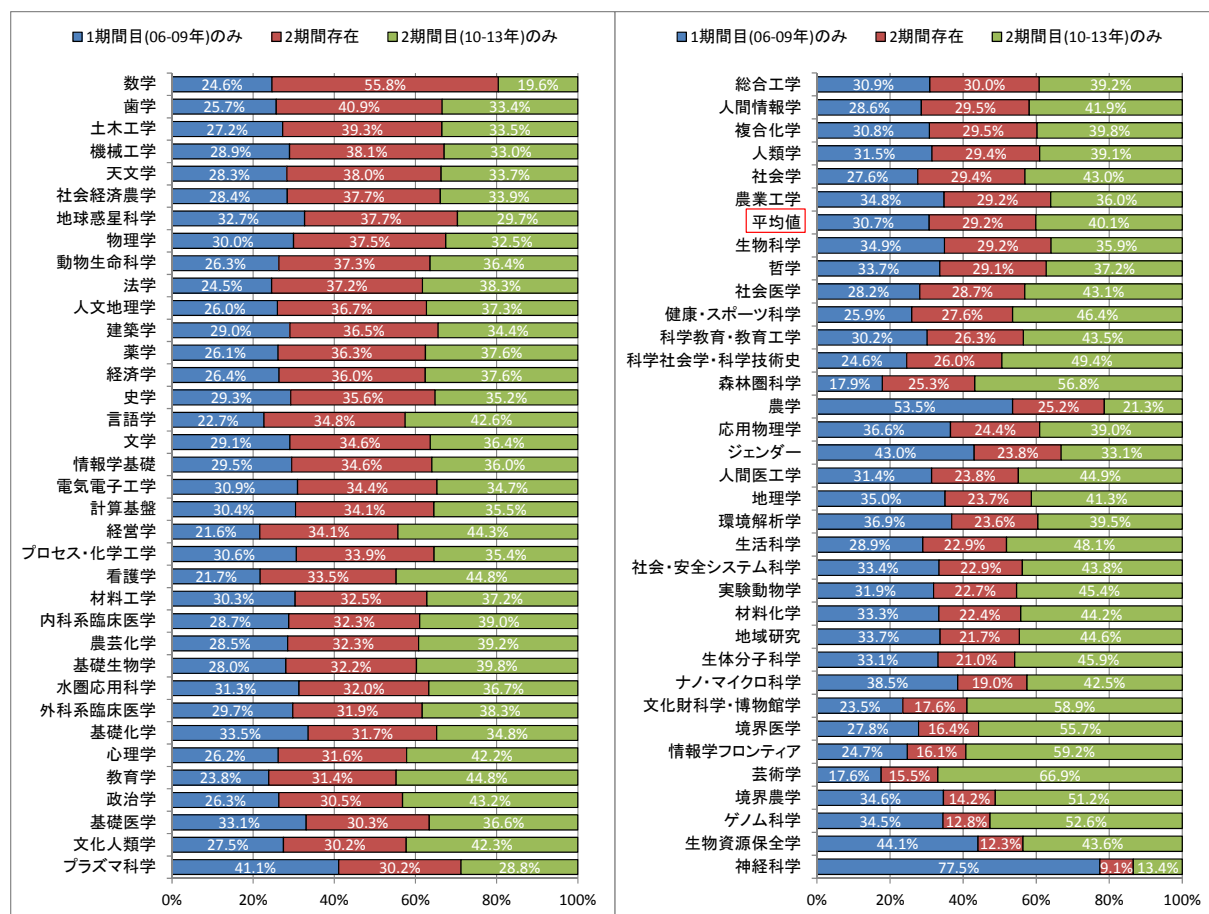 ■1期間目(06-09年)のみ ■2期間存在 ■2期間目(10-13年)のみ
数学 24.6% 55.8% 19.6%
歯学 25.7% 40.9% 33.4%
土木工学 27.2% 39.3% 33.5%
機械工学 28.9% 38.1% 33.0%
天文学 28.3% 38.0% 33.7%
社会経済農学 28.4% 37.7% 33.9%
地球惑星科学 32.7% 37.7% 29.7%
物理学 30.0% 37.5% 32.5%
動物生命科学 26.3% 37.3% 36.4%
法学 24.5% 37.2% 38.3%
人文地理学 26.0% 36.7% 37.3%
建築学 29.0% 36.5% 34.4%
薬学 26.1% 36.3% 37.6%
経済学 26.4% 36.0% 37.6%
史学 29.3% 35.6% 35.2%
言語学 22.7% 34.8% 42.6%
文学 29.1% 34.6% 36.4%
情報学基礎 29.5% 34.6% 36.0%
電気電子工学 30.9% 34.4% 34.7%
計算基盤 30.4% 34.1% 35.5%
経営学 21.6% 34.1% 44.3%
プロセス・化学工学 30.6% 33.9% 35.4%
看護学 21.7% 33.5% 44.8%
材料工学 30.3% 32.5% 37.2%
内科系臨床医学 28.7% 32.3% 39.0%
農芸化学 28.5% 32.3% 39.2%
基礎生物学 28.0% 32.2% 39.8%
水圏応用科学 31.3% 32.0% 36.7%
外科系臨床医学 29.7% 31.9% 38.3%
基礎化学 33.5% 31.7% 34.8%
心理学 26.2% 31.6% 42.2%
教育学 23.8% 31.4% 44.8%
政治学 26.3% 30.5% 43.2%
基礎医学 33.1% 30.3% 36.6%
文化人類学 27.5% 30.2% 42.3%
プラズマ科学 41.1% 30.2% 28.8%
0% 20% 40% 60% 80% 100%
■1期間目(06-09年)のみ ■2期間存在 ■2期間目(10-13年)のみ
総合工学 30.9% 30.0% 39.2%
人間情報学 28.6% 29.5% 41.9%
複合化学 30.8% 29.5% 39.8%
人類学 31.5% 29.4% 39.1%
社会学 27.6% 29.4% 43.0%
農業工学 34.8% 29.2% 36.0%
平均値 30.7% 29.2% 40.1%
生物科学 34.9% 29.2% 35.9%
哲学 33.7% 29.1% 37.2%
社会医学 28.2% 28.7% 43.1%
健康・スポーツ科学 25.9% 27.6% 46.4%
科学教育・教育工学 30.2% 26.3% 43.5%
科学社会学・科学技術史 24.6% 26.0% 49.4%
森林圏科学 17.9% 25.3% 56.8%
農学 53.5% 25.2% 21.3%
応用物理学 36.6% 24.4% 39.0%
ジェンダー 43.0% 23.8% 33.1%
人間医工学 31.4% 23.8% 44.9%
地理学 35.0% 23.7% 41.3%
環境解析学 36.9% 23.6% 39.5%
生活科学 28.9% 22.9% 48.1%
社会・安全システム科学 33.4% 22.9% 43.8%
実験動物学 31.9% 22.7% 45.4%
材料化学 33.3% 22.4% 44.2%
地域研究 33.7% 21.7% 44.6%
生体分子科学 33.1% 21.0% 45.9%
ナノ・マイクロ科学 38.5% 19.0% 42.5%
文化財科学・博物館学 23.5% 17.6% 58.9%
境界医学 27.8% 16.4% 55.7%
情報学フロンティア 24.7% 16.1% 59.2%
芸術学 17.6% 15.5% 66.9%
境界農学 34.6% 14.2% 51.2%
ゲノム科学 34.5% 12.8% 52.6%
生物資源保全学 44.1% 12.3% 43.6%
神経科学 77.5% 9.1% 13.4%
0% 20% 40% 60% 80% 100%